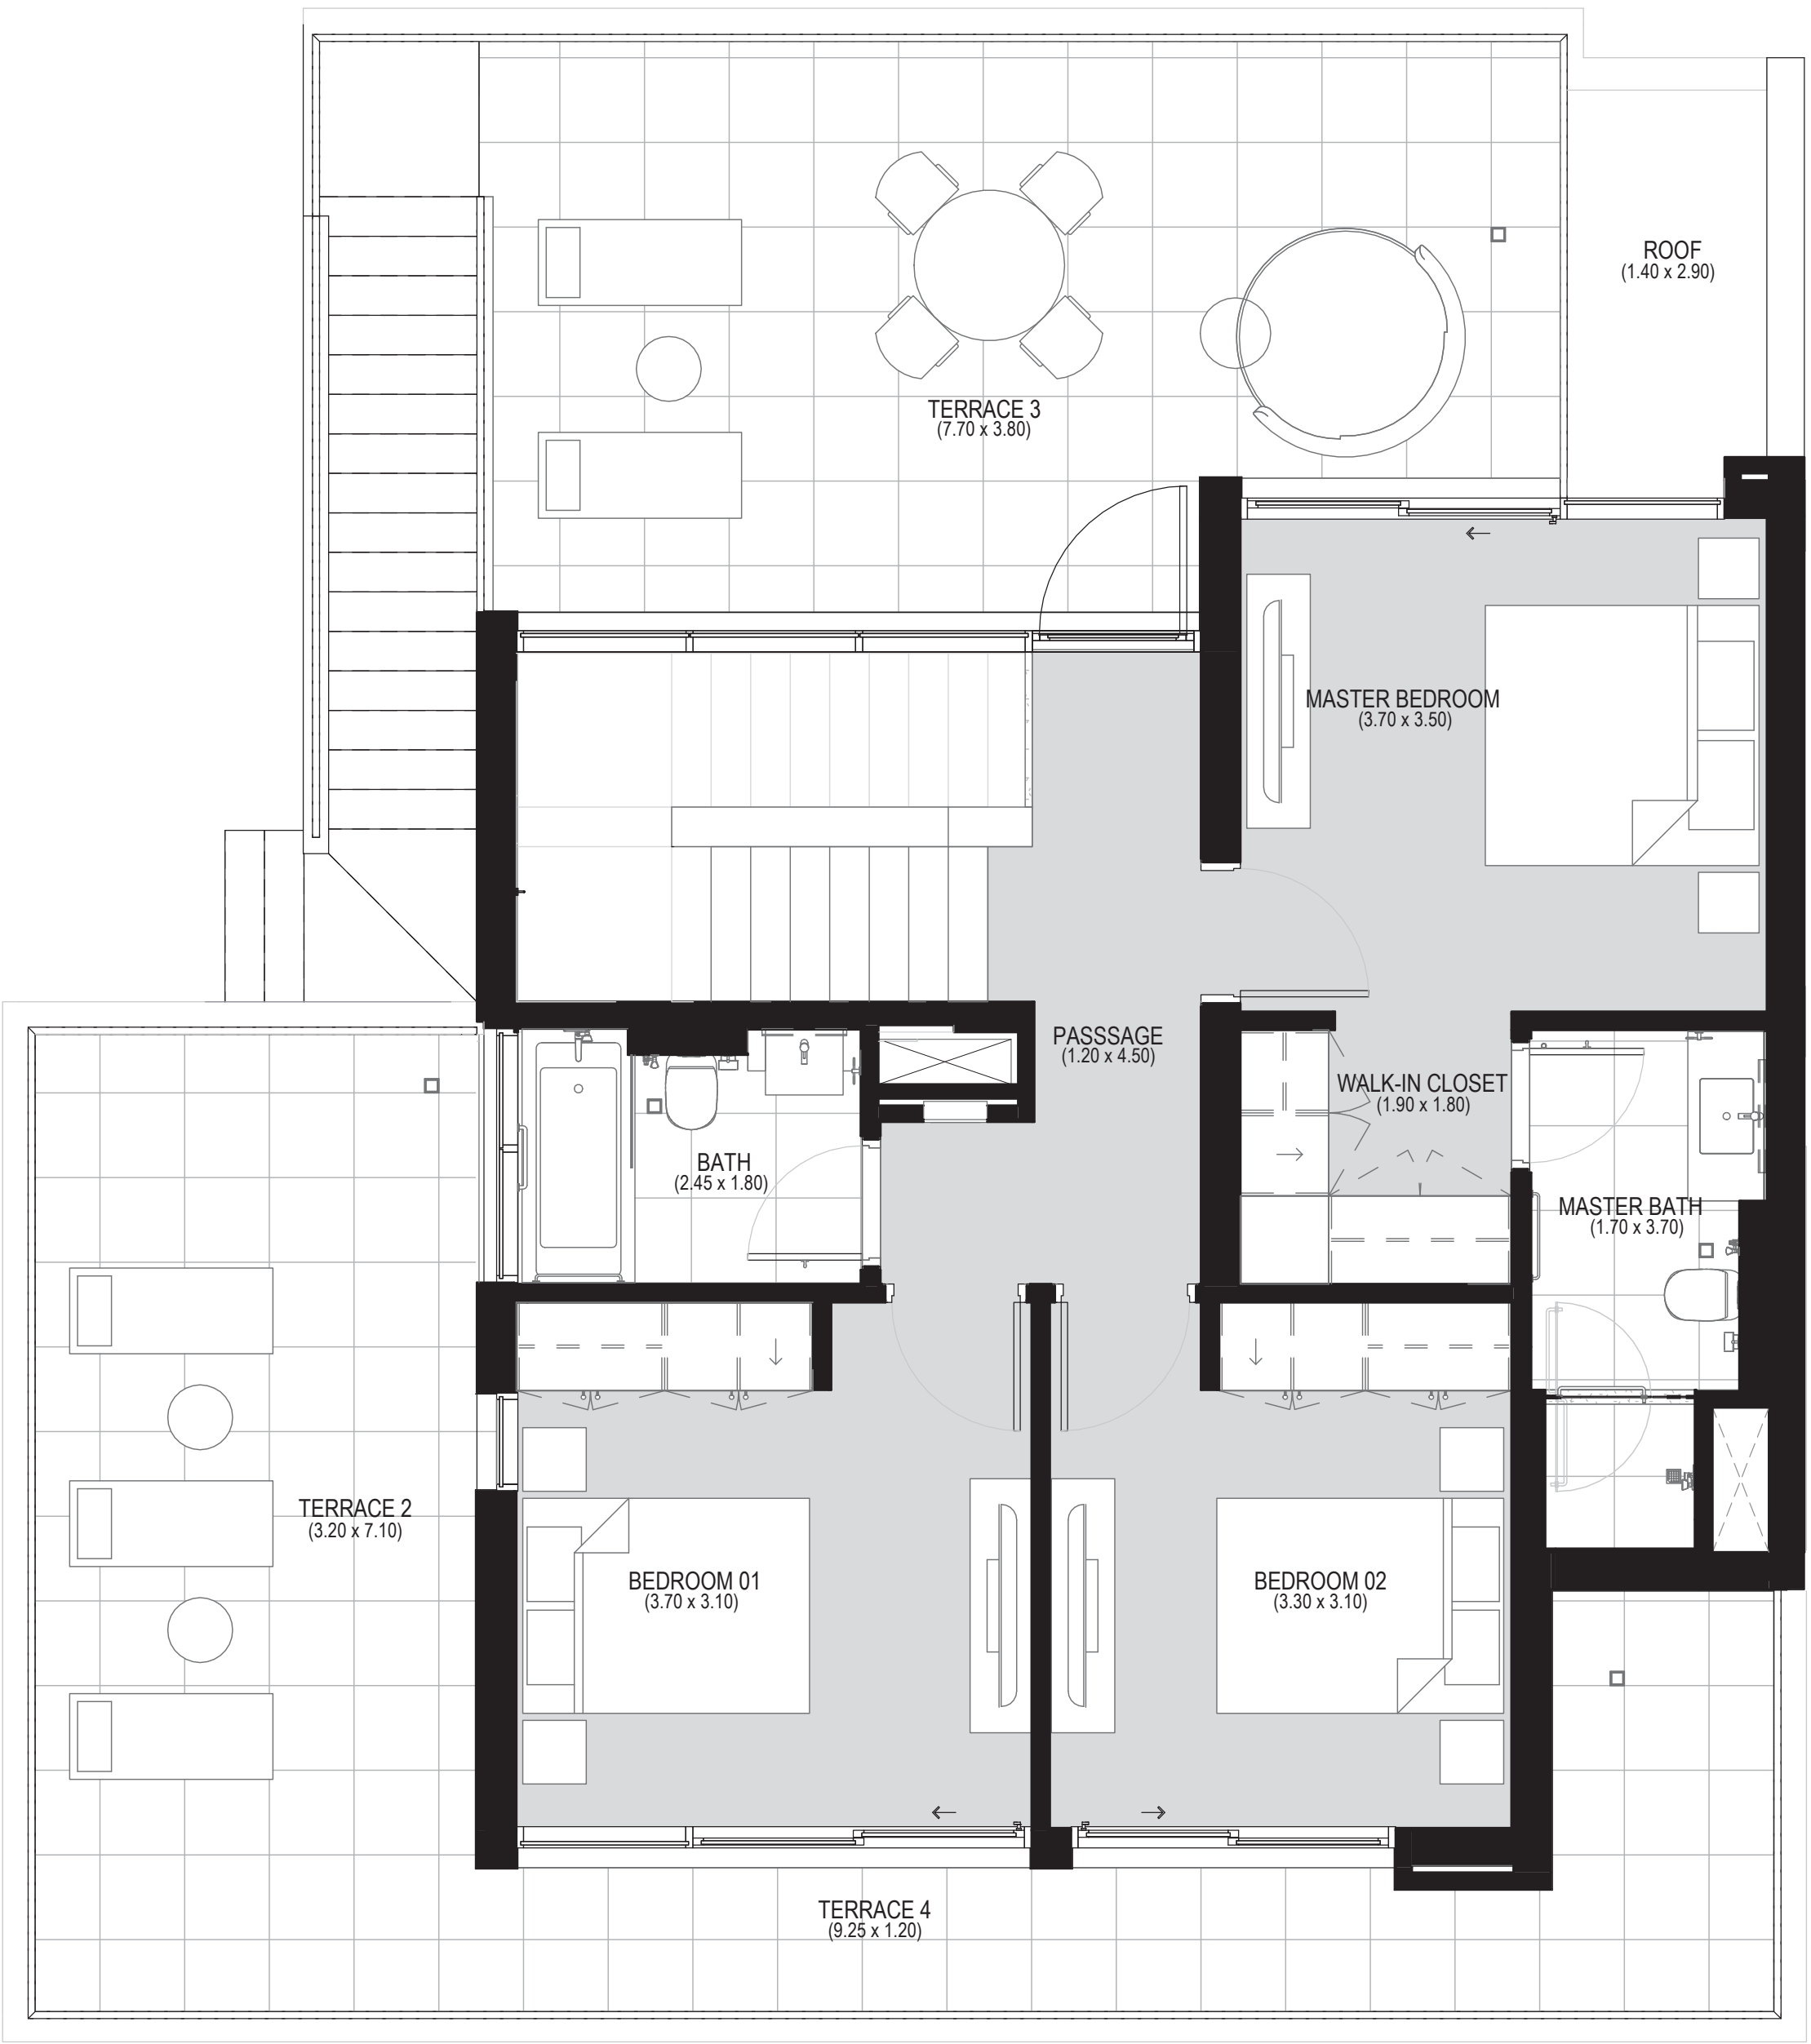 ROOF
(1.40 x 2.90)
TERRACE 3
(7.70 x 3.80)
MASTER BEDROOM
(3.70 x 3.50)
PASSSAGE
(1.20 x 4.50)
WALK-IN CLOSET
(1.90 x 1.80)
BATH
(2.45 x 1.80)
MASTER BATH
(1.70 x 3.70)
TERRACE 2
(3.20 x 7.10)
BEDROOM 01
(3.70 x 3.10)
BEDROOM 02
(3.30 x 3.10)
TERRACE 4
(9.25 x 1.20)